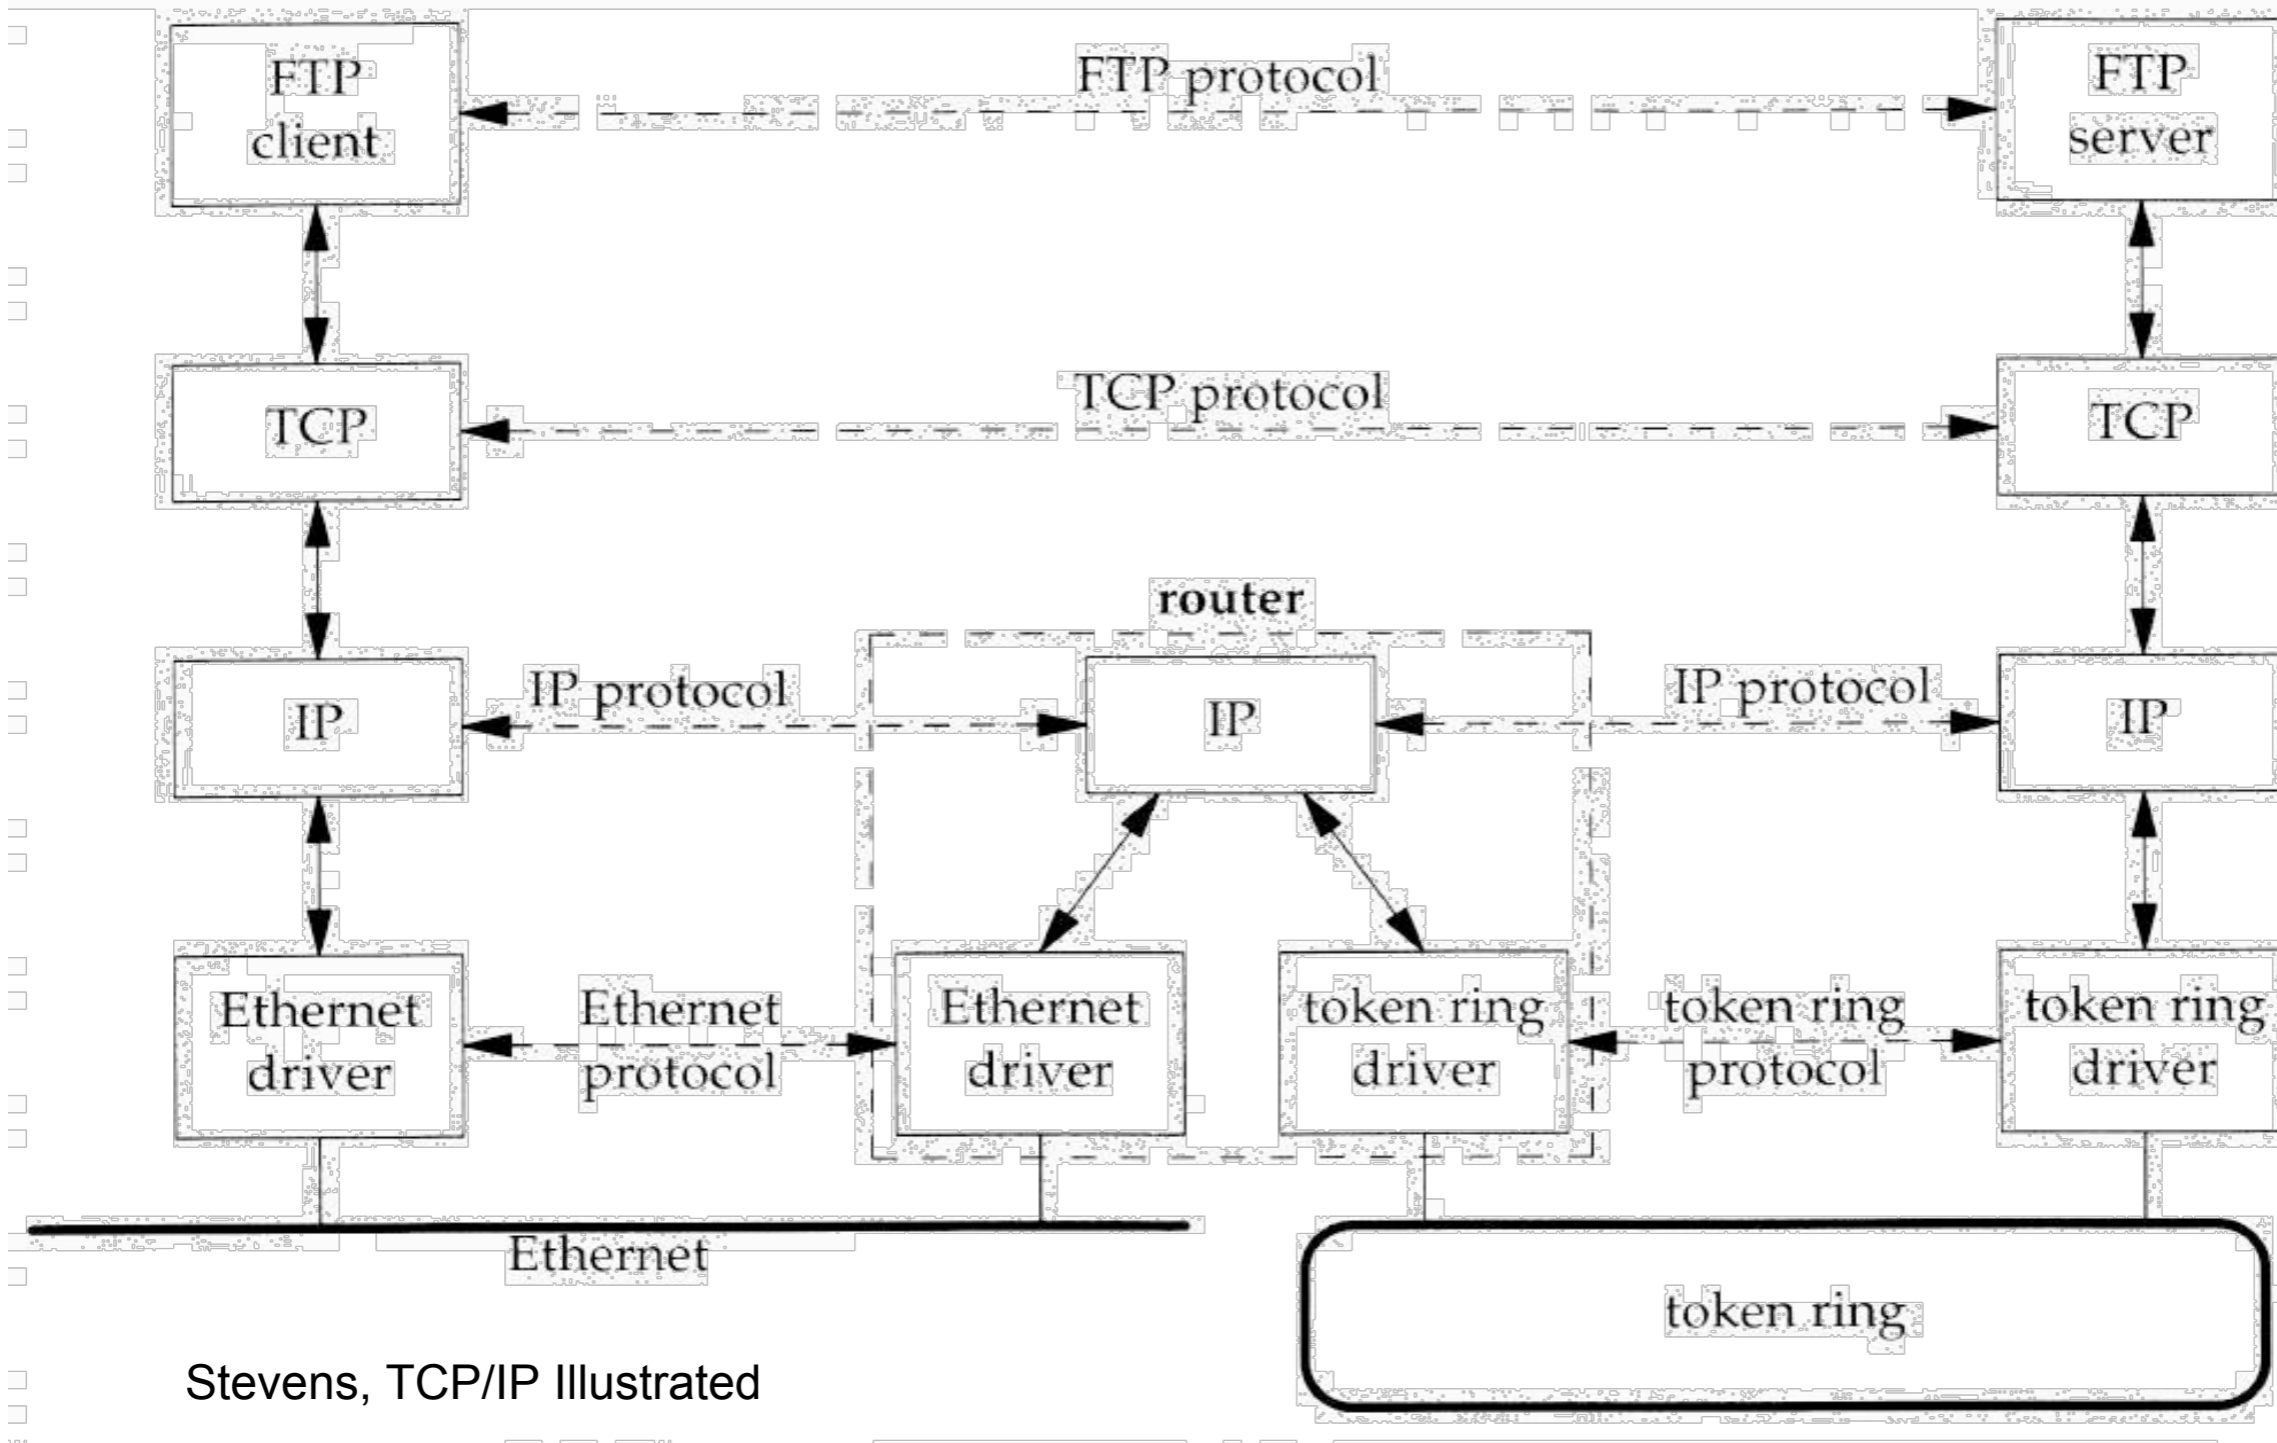 FTP
client
FTP protocol
FTP
server
TCP
TCP protocol
TCP
router
IP
IP protocol
IP
IP protocol
IP
Ethernet
driver
Ethernet
protocol
Ethernet
driver
token ring
driver
token ring
protocol
token ring
driver
Ethernet
token ring
Stevens, TCP/IP Illustrated